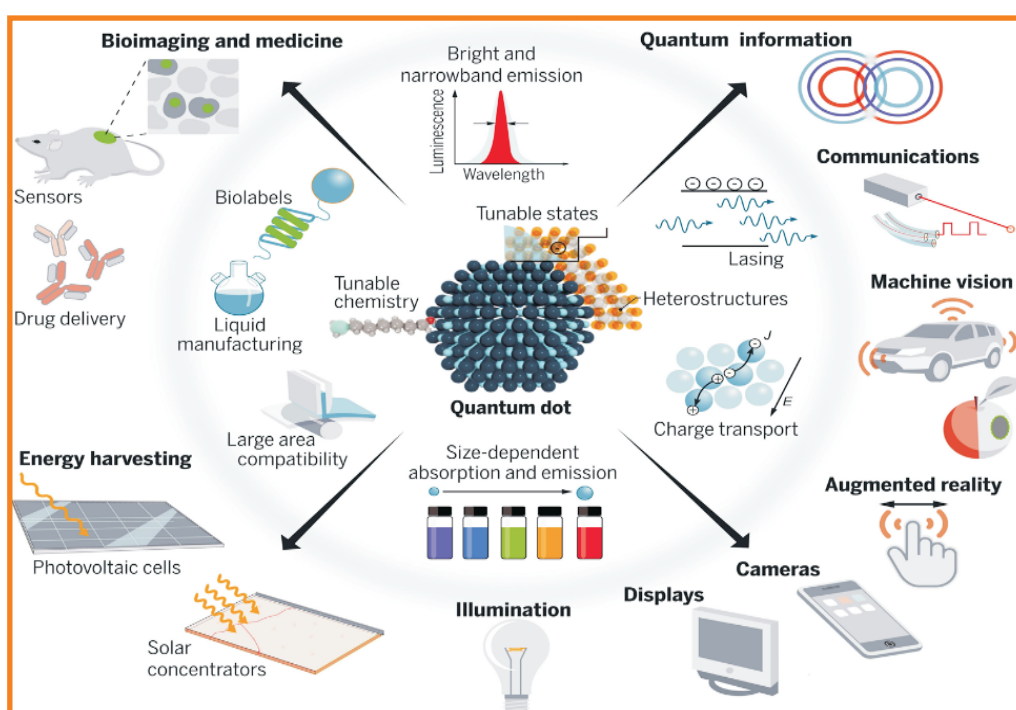 Bioimaging and medicine
Sensors
Drug delivery
Bright and
narrowband emission
Luminescence
Wavelength
Quantum information
Communications
Biolabels
Liquid
manufacturing
Tunable
chemistry
Tunable states
-
Heterostructures
Quantum dot
- - - -
Lasing
Machine vision
J
-
+ -
+
E
Charge transport
Large area
compatibility
Size-dependent
absorption and emission
Energy harvesting
Photovoltaic cells
Solar
concentrators
Illumination
Displays
Cameras
Augmented reality